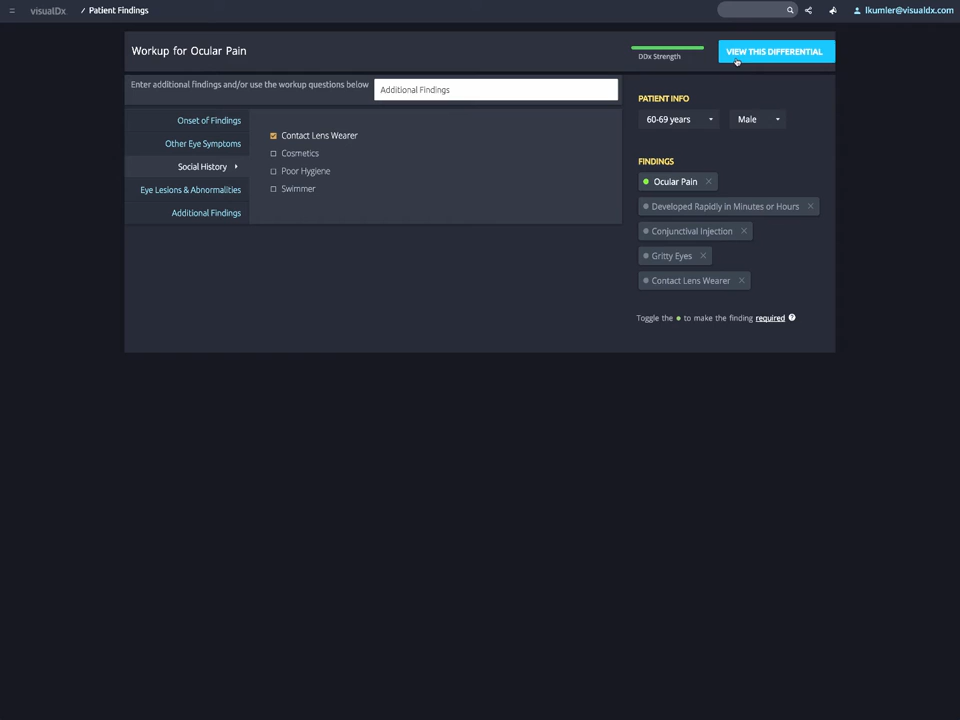 visualDx / Patient Findings lkumler@visualdx.com
Workup for Ocular Pain
DDx Strength
VIEW THIS DIFFERENTIAL
Enter additional findings and/or use the workup questions below
Additional Findings
Onset of Findings
Other Eye Symptoms
Social History
Eye Lesions & Abnormalities
Additional Findings
Contact Lens Wearer
Cosmetics
Poor Hygiene
Swimmer
PATIENT INFO
60-69 years Male
FINDINGS
Ocular Pain
Developed Rapidly in Minutes or Hours
Conjunctival Injection
Gritty Eyes
Contact Lens Wearer
Toggle the ● to make the finding required ?